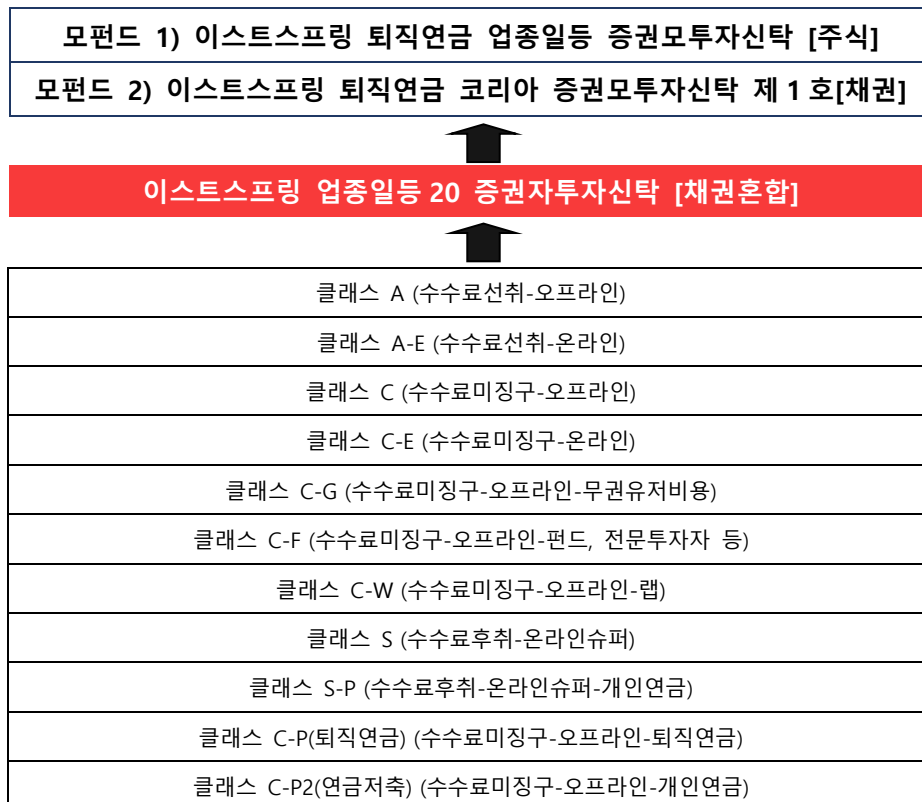 모펀드 1) 이스트스프링 퇴직연금 업종일등 증권모투자신탁 [주식]
모펀드 2) 이스트스프링 퇴직연금 코리아 증권모투자신탁 제 1 호[채권]
이스트스프링 업종일등 20 증권자투자신탁 [채권혼합]
클래스 A (수수료선취-오프라인)
클래스 A-E (수수료선취-온라인)
클래스 C (수수료미징구-오프라인)
클래스 C-E (수수료미징구-온라인)
클래스 C-G (수수료미징구-오프라인-무권유저비용)
클래스 C-F (수수료미징구-오프라인-펀드, 전문투자자 등)
클래스 C-W (수수료미징구-오프라인-랩)
클래스 S (수수료후취-온라인슈퍼)
클래스 S-P (수수료후취-온라인슈퍼-개인연금)
클래스 C-P(퇴직연금) (수수료미징구-오프라인-퇴직연금)
클래스 C-P2(연금저축) (수수료미징구-오프라인-개인연금)